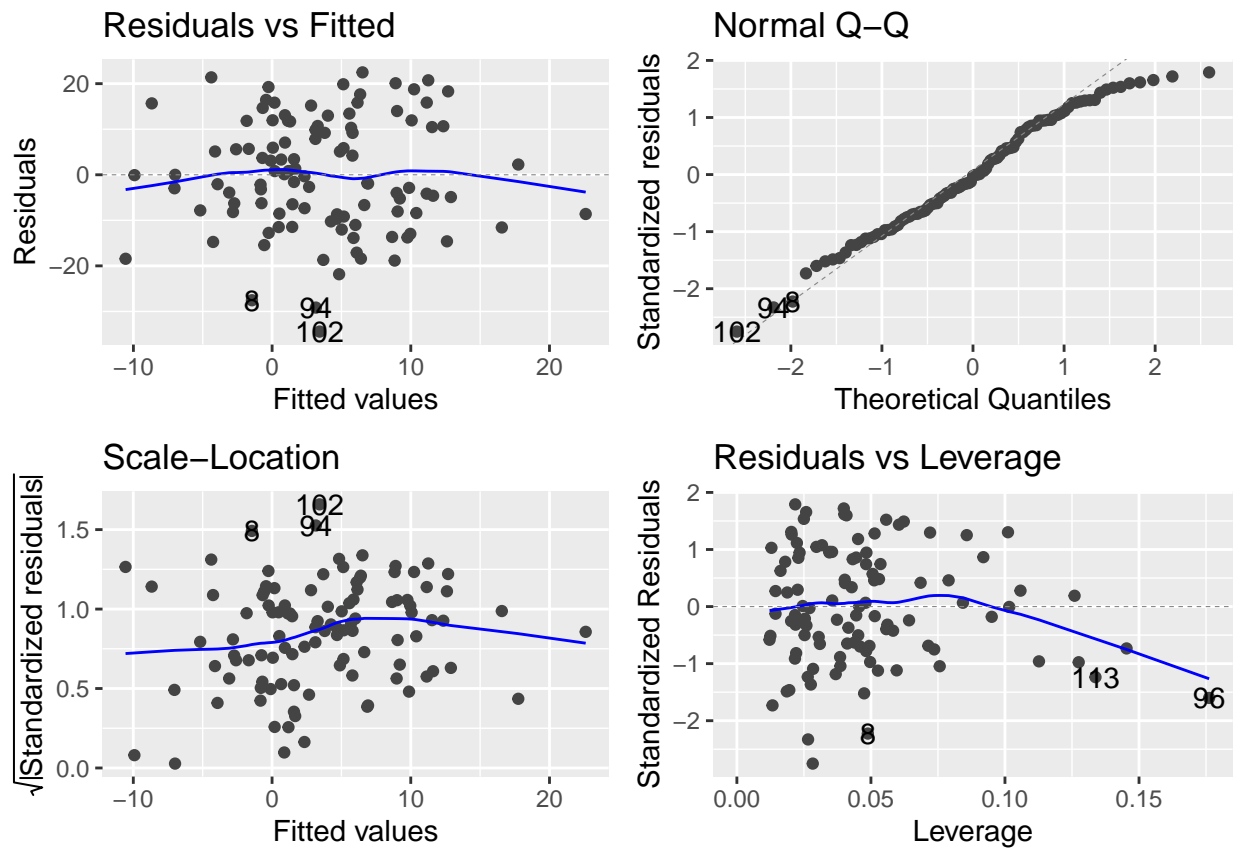 Residuals vs Fitted
20
0
−20
Residuals
8
94
102
−10 0 10 20
Fitted values
Normal Q−Q
2
1
0
−1
−2
Standardized residuals
94
8
102
−2 −1 0 1 2
Theoretical Quantiles
Scale−Location
1.5
1.0
0.5
0.0
√|Standardized residuals|
102
94
8
−10 0 10 20
Fitted values
Residuals vs Leverage
2
1
0
−1
−2
Standardized Residuals
113
96
8
0.00 0.05 0.10 0.15
Leverage